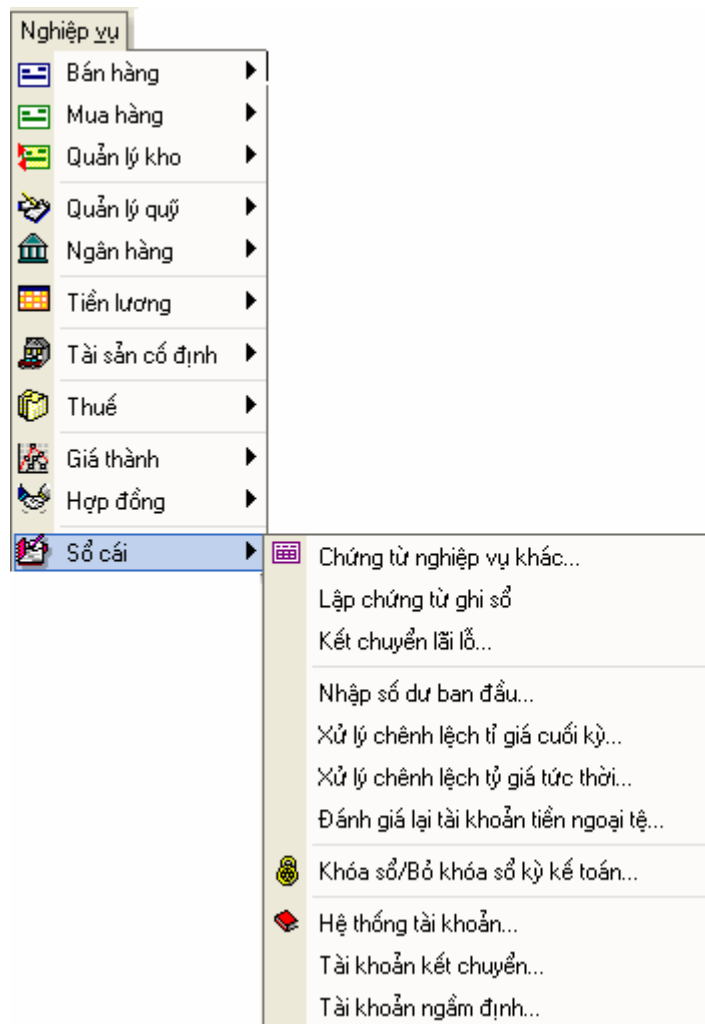 Nghiệp vụ
Bán hàng
Mua hàng
Quản lý kho
Quản lý quỹ
Ngân hàng
Tiền lương
Tài sản cố định
Thuế
Giá thành
Hợp đồng
Sổ cái
Chứng từ nghiệp vụ khác...
Lập chứng từ ghi sổ
Kết chuyển lãi lỗ...
Nhập số dư ban đầu...
Xử lý chênh lệch tỉ giá cuối kỳ...
Xử lý chênh lệch tỷ giá tức thời...
Đánh giá lại tài khoản tiền ngoại tệ...
Khóa sổ/Bỏ khóa sổ kỳ kế toán...
Hệ thống tài khoản...
Tài khoản kết chuyển...
Tài khoản ngầm định...